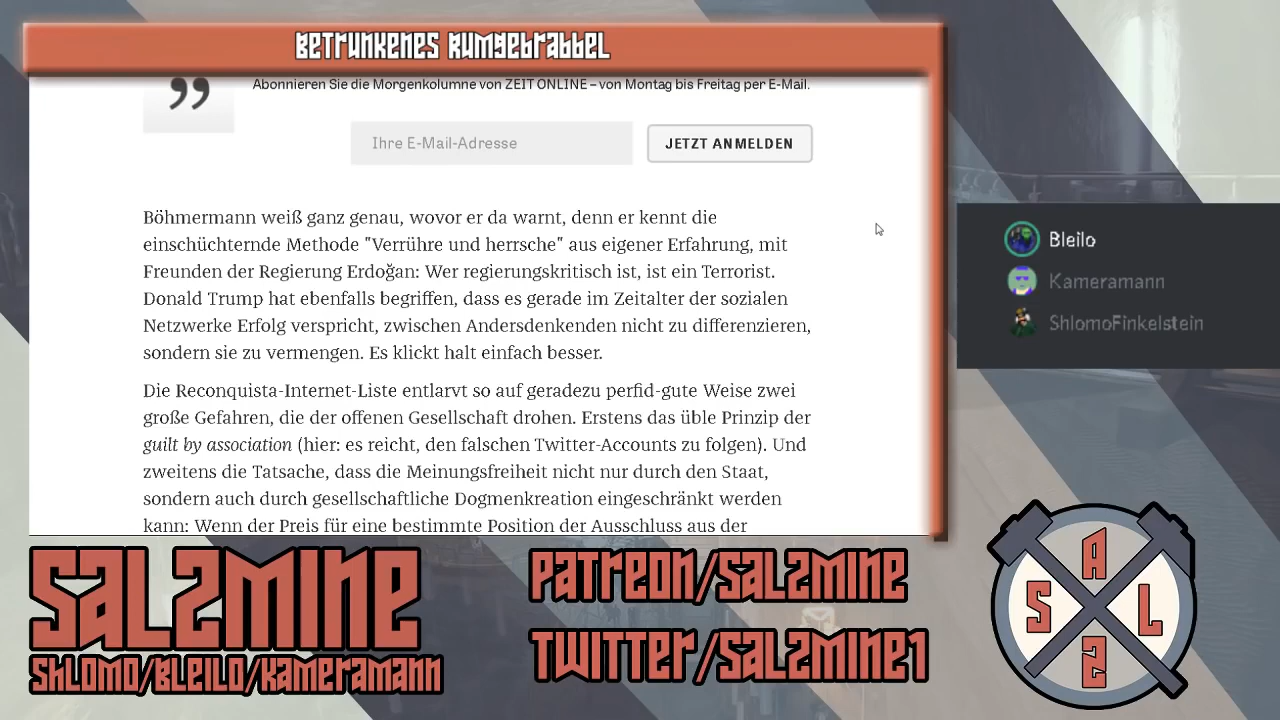 Betrunkenes Rumgebrabbel
Abonnieren Sie die Morgenkolumne von ZEIT ONLINE – von Montag bis Freitag per E-Mail.
Ihre E-Mail-Adresse
JETZT ANMELDEN
Böhmermann weiß ganz genau, wovor er da warnt, denn er kennt die
einschüchternde Methode "Verrühre und herrsche" aus eigener Erfahrung, mit
Freunden der Regierung Erdoğan: Wer regierungskritisch ist, ist ein Terrorist.
Donald Trump hat ebenfalls begriffen, dass es gerade im Zeitalter der sozialen
Netzwerke Erfolg verspricht, zwischen Andersdenkenden nicht zu differenzieren,
sondern sie zu vermengen. Es klickt halt einfach besser.
Die Reconquista-Internet-Liste entlarvt so auf geradezu perfid-gute Weise zwei
große Gefahren, die der offenen Gesellschaft drohen. Erstens das üble Prinzip der
guilt by association (hier: es reicht, den falschen Twitter-Accounts zu folgen). Und
zweitens die Tatsache, dass die Meinungsfreiheit nicht nur durch den Staat,
sondern auch durch gesellschaftliche Dogmenkreation eingeschränkt werden
kann: Wenn der Preis für eine bestimmte Position der Ausschluss aus der
Bleilo
Kameramann
ShlomoFinkelstein
Salzmine
Shlomo/Bleilo/Kameramann
Patreon/Salzmine
Twitter/Salzmine1
A
S L
Z